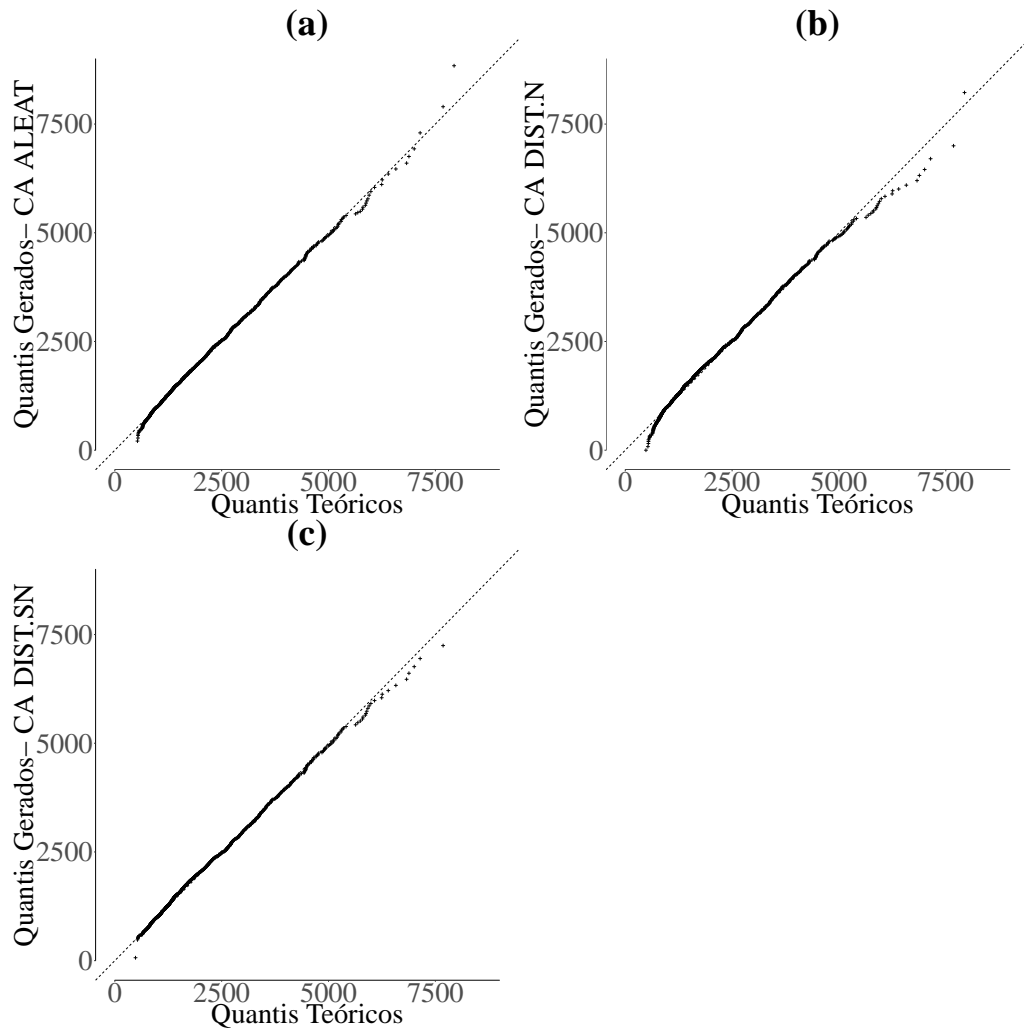 (a)
Quantis Gerados− CA ALEAT
7500
5000
2500
0
0 2500 5000 7500
Quantis Teóricos
(b)
Quantis Gerados− CA DIST.N
7500
5000
2500
0
0 2500 5000 7500
Quantis Teóricos
(c)
Quantis Gerados− CA DIST.SN
7500
5000
2500
0
0 2500 5000 7500
Quantis Teóricos